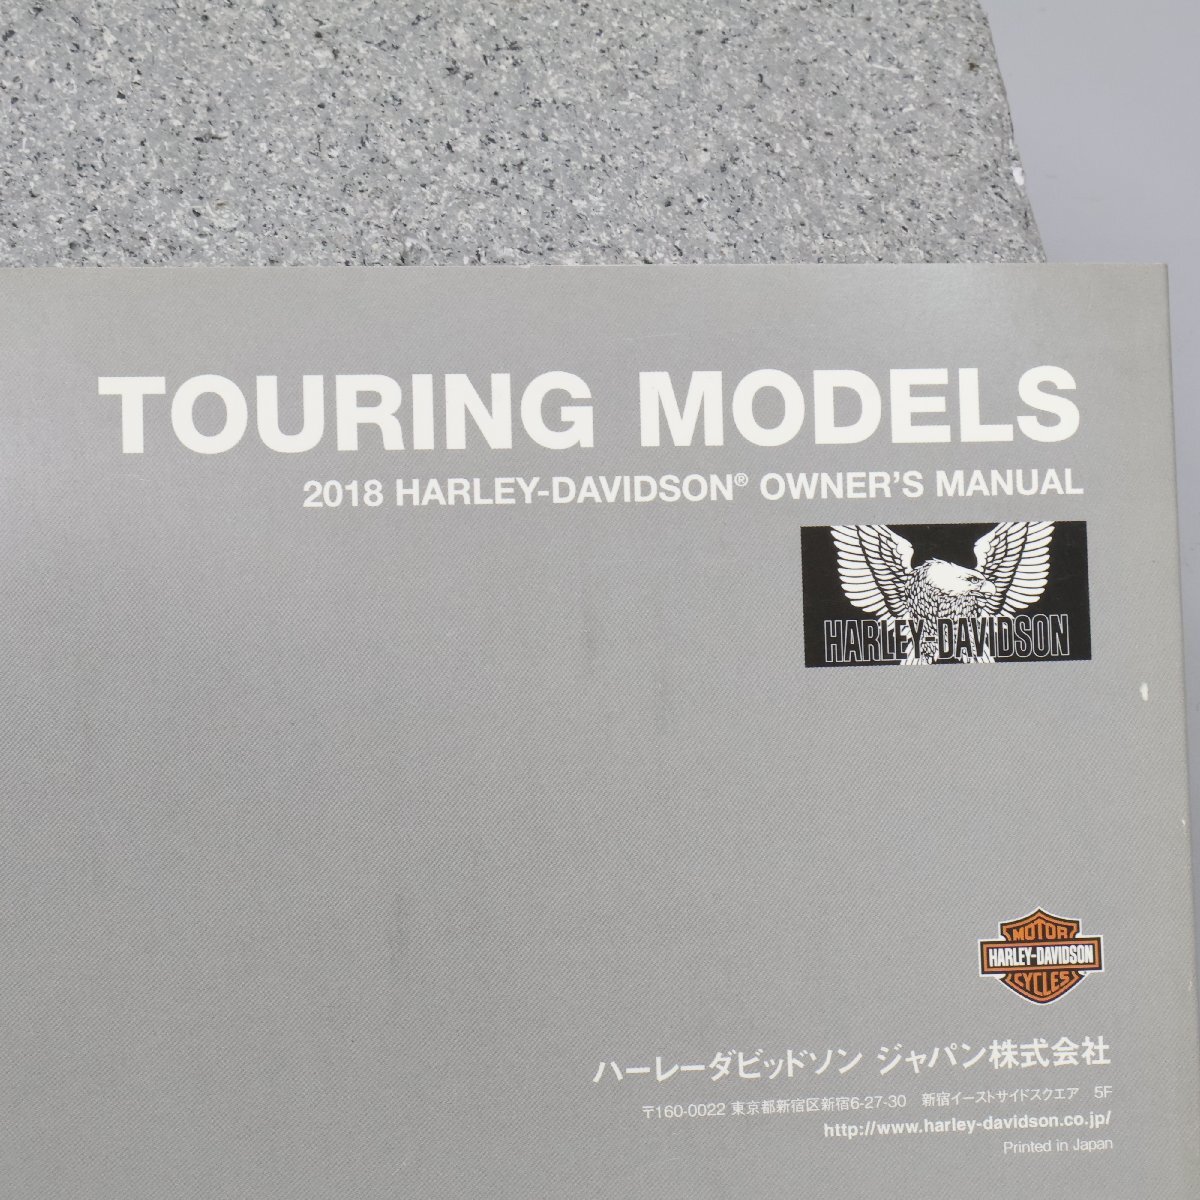 TOURING MODELS
2018 HARLEY-DAVIDSON® OWNER'S MANUAL
HARLEY-DAVIDSON
MOTOR
HARLEY-DAVIDSON
CYCLES
ハーレーダビッドソン ジャパン株式会社
〒160-0022 東京都新宿区新宿6-27-30 新宿イーストサイドスクエア 5F
http://www.harley-davidson.co.jp/
Printed in Japan